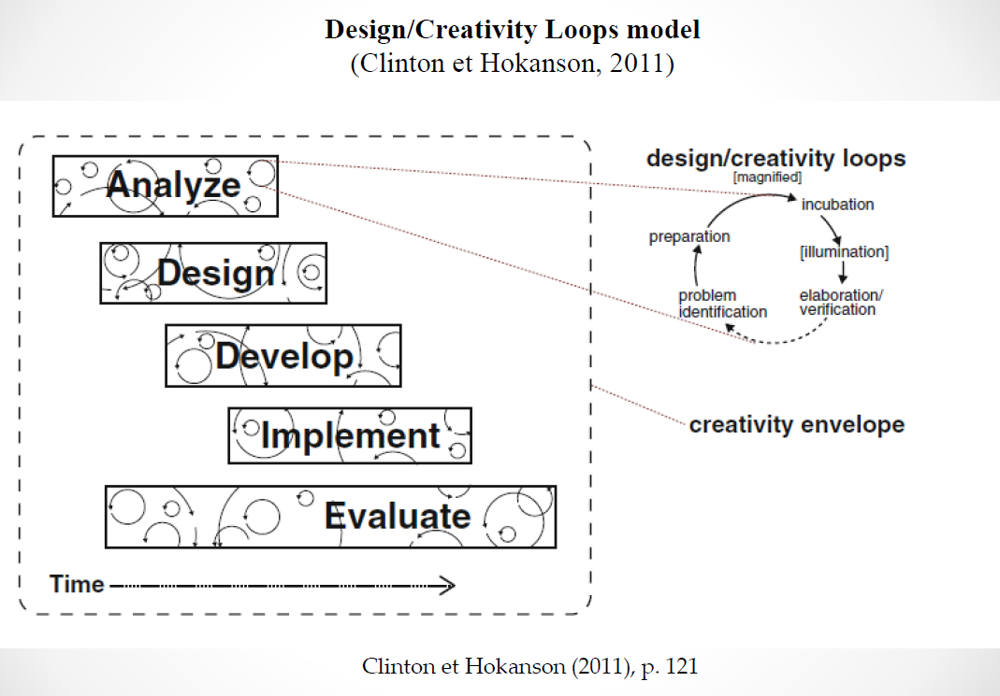 Design/Creativity Loops model
(Clinton et Hokanson, 2011)
Analyze
Design
Develop
Implement
Evaluate
Time
design/creativity loops
[magnified]
incubation
preparation
[illumination]
problem
identification
elaboration/
verification
creativity envelope
Clinton et Hokanson (2011), p. 121